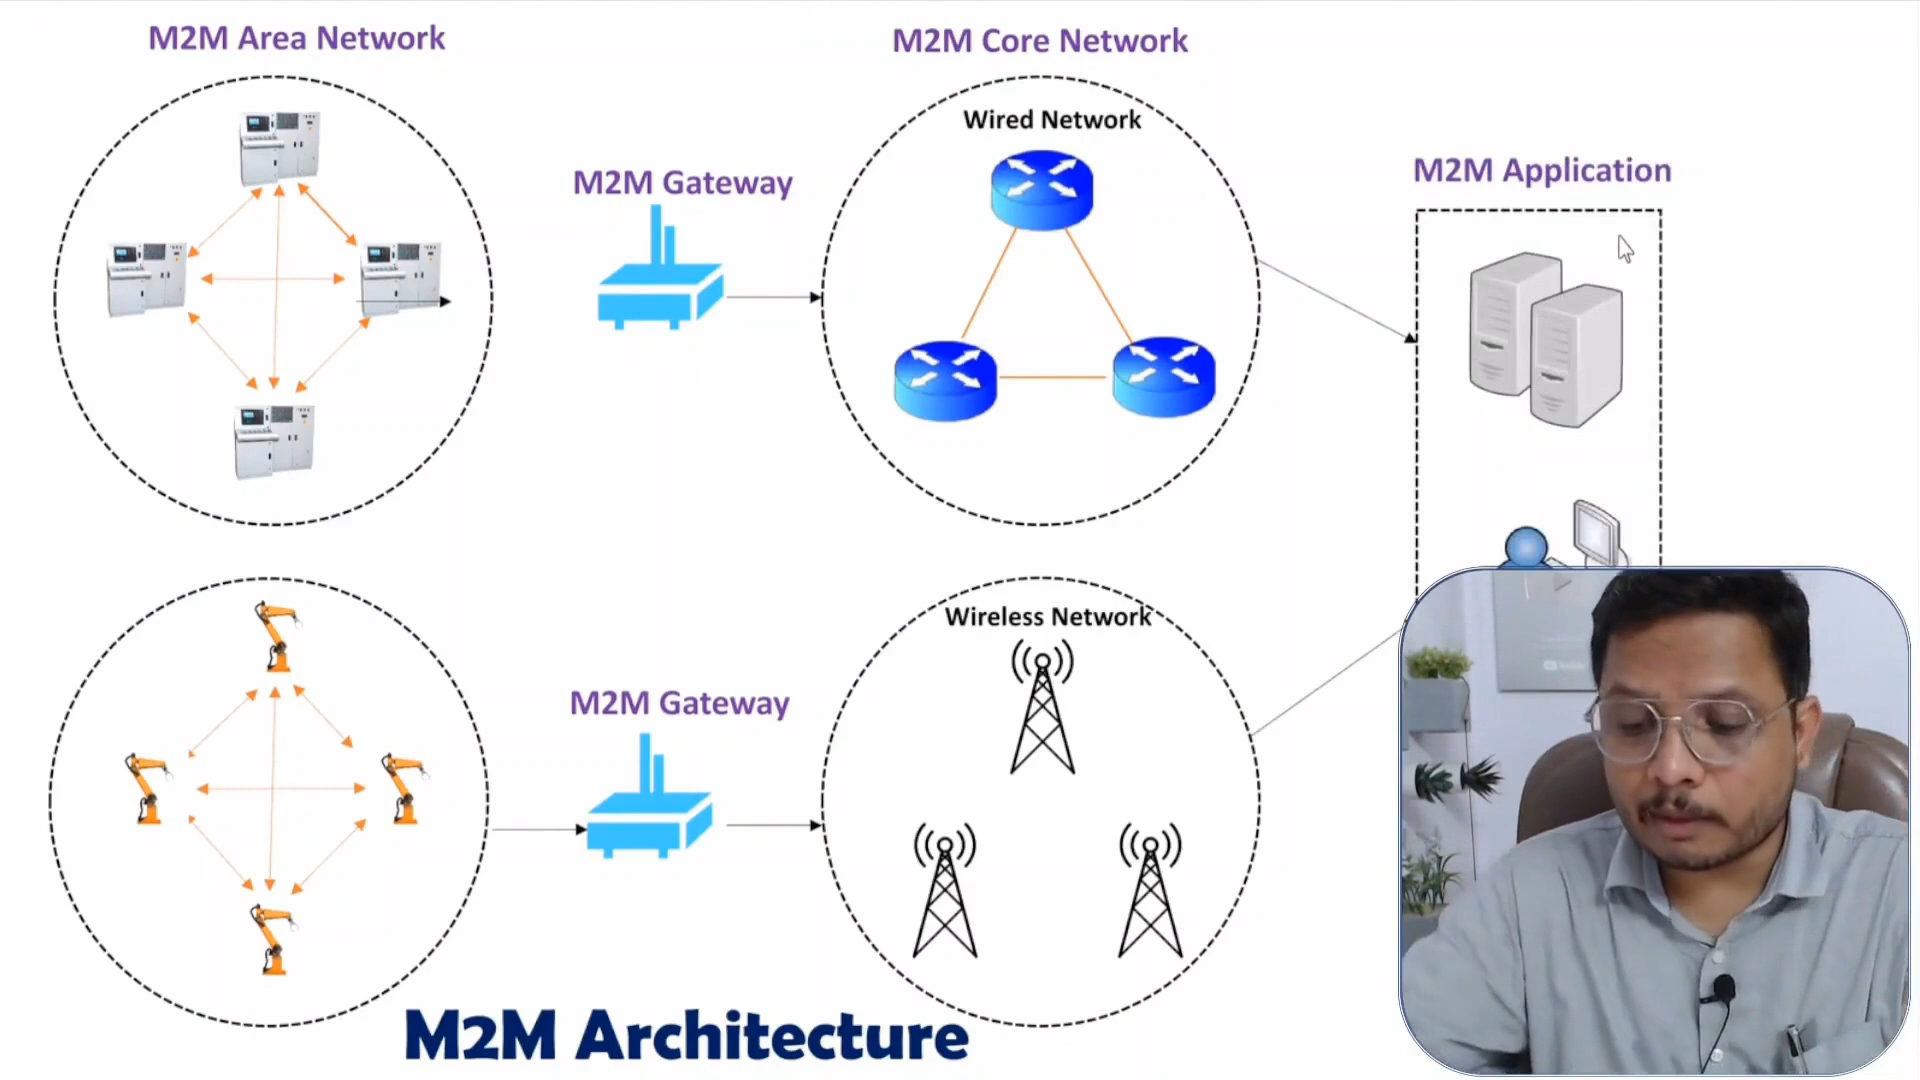 M2M Area Network
M2M Core Network
Wired Network
M2M Gateway
M2M Application
Wireless Network
M2M Gateway
M2M Architecture